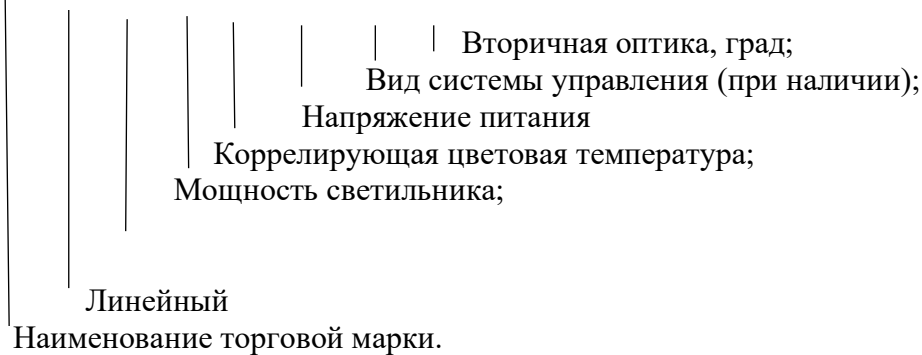 Вторичная оптика, град;
Вид системы управления (при наличии);
Напряжение питания
Коррелирующая цветовая температура;
Мощность светильника;
Линейный
Наименование торговой марки.